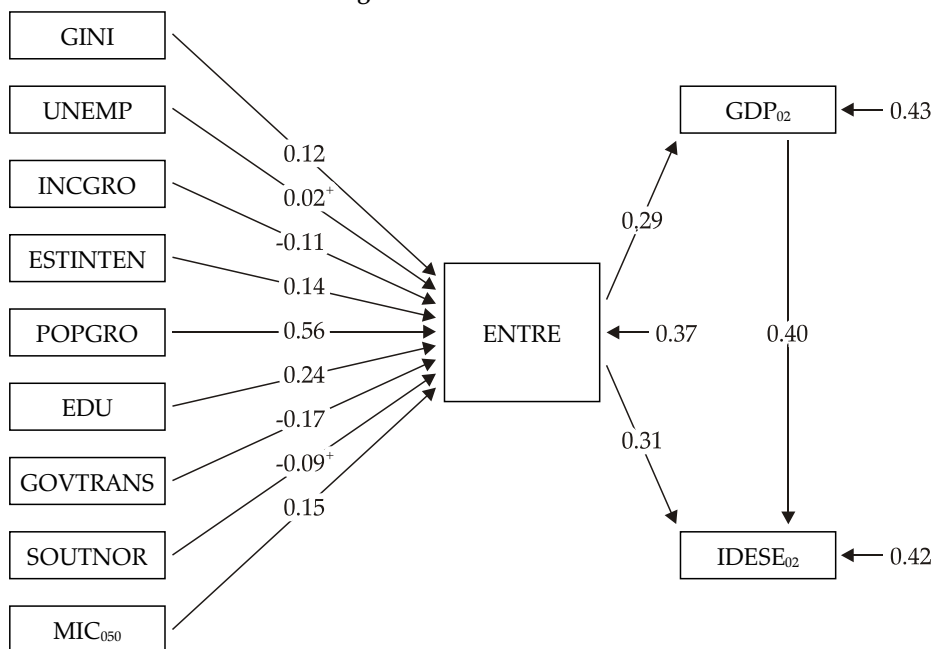 g
GINI
UNEMP
INCGRO
ESTINTEN
POPGRO
EDU
GOVTRANS
SOUTNOR
MIC₀₅₀
0.12
0.02⁺
-0.11
0.14
0.56
0.24
-0.17
-0.09⁺
0.15
ENTRE
0.37
0.29
0.31
GDP₀₂
0.43
0.40
IDESE₀₂
0.42